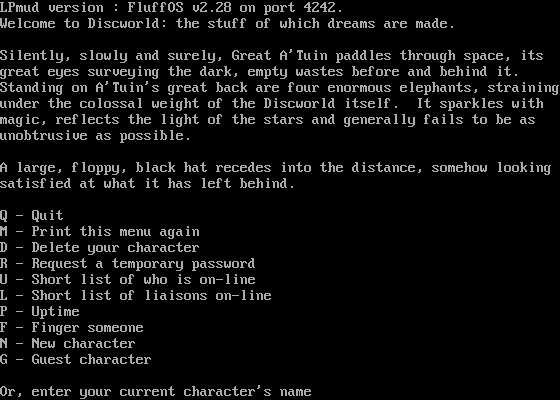 LPmud version : FluffOS v2.28 on port 4242.
Welcome to Discworld: the stuff of which dreams are made.
Silently, slowly and surely, Great A'Tuin paddles through space, its
great eyes surveying the dark, empty wastes before and behind it.
Standing on A'Tuin's great back are four enormous elephants, straining
under the colossal weight of the Discworld itself.  It sparkles with
magic, reflects the light of the stars and generally fails to be as
unobtrusive as possible.
A large, floppy, black hat recedes into the distance, somehow looking
satisfied at what it has left behind.
Q - Quit
M - Print this menu again
D - Delete your character
R - Request a temporary password
U - Short list of who is on-line
L - Short list of liaisons on-line
P - Uptime
F - Finger someone
N - New character
G - Guest character
Or, enter your current character's name